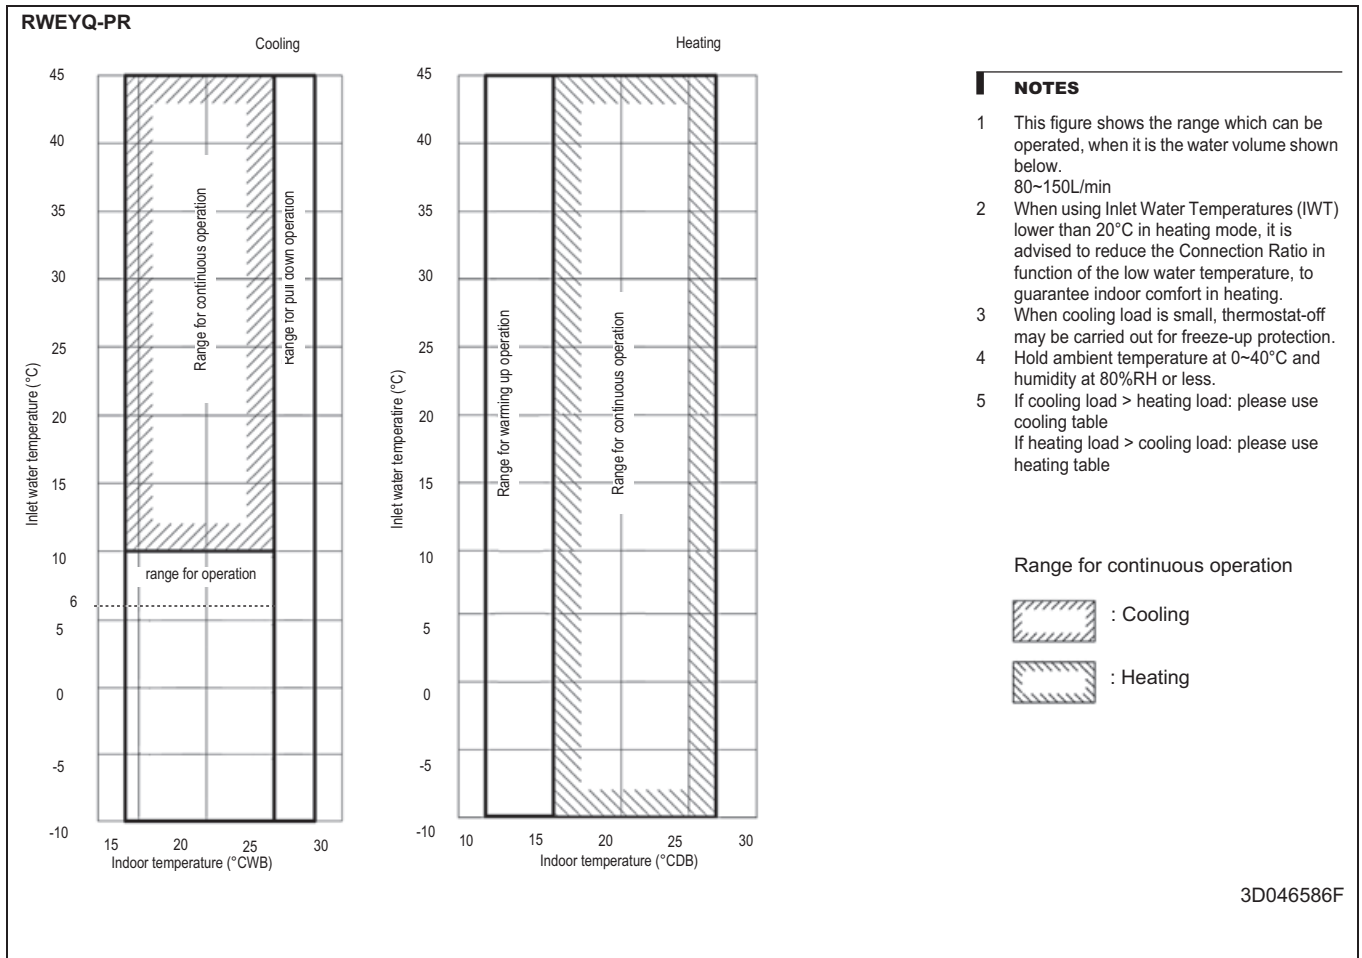 RWEYQ-PR
Cooling
45
40
35
30
25
20
15
10
6
5
0
-5
-10
Inlet water temperature (°C)
Range for continuous operation
Range for pull down operation
range for operation
15 20 25 30
Indoor temperature (°CWB)
Heating
45
40
35
30
25
20
15
10
5
0
-5
-10
Inlet water temperatire (°C)
Range for warming up operation
Range for continuous operation
10 15 20 25 30
Indoor temperature (°CDB)
NOTES
1 This figure shows the range which can be
operated, when it is the water volume shown
below.
80~150L/min
2 When using Inlet Water Temperatures (IWT)
lower than 20°C in heating mode, it is
advised to reduce the Connection Ratio in
function of the low water temperature, to
guarantee indoor comfort in heating.
3 When cooling load is small, thermostat-off
may be carried out for freeze-up protection.
4 Hold ambient temperature at 0~40°C and
humidity at 80%RH or less.
5 If cooling load > heating load: please use
cooling table
If heating load > cooling load: please use
heating table
Range for continuous operation
: Cooling
: Heating
3D046586F